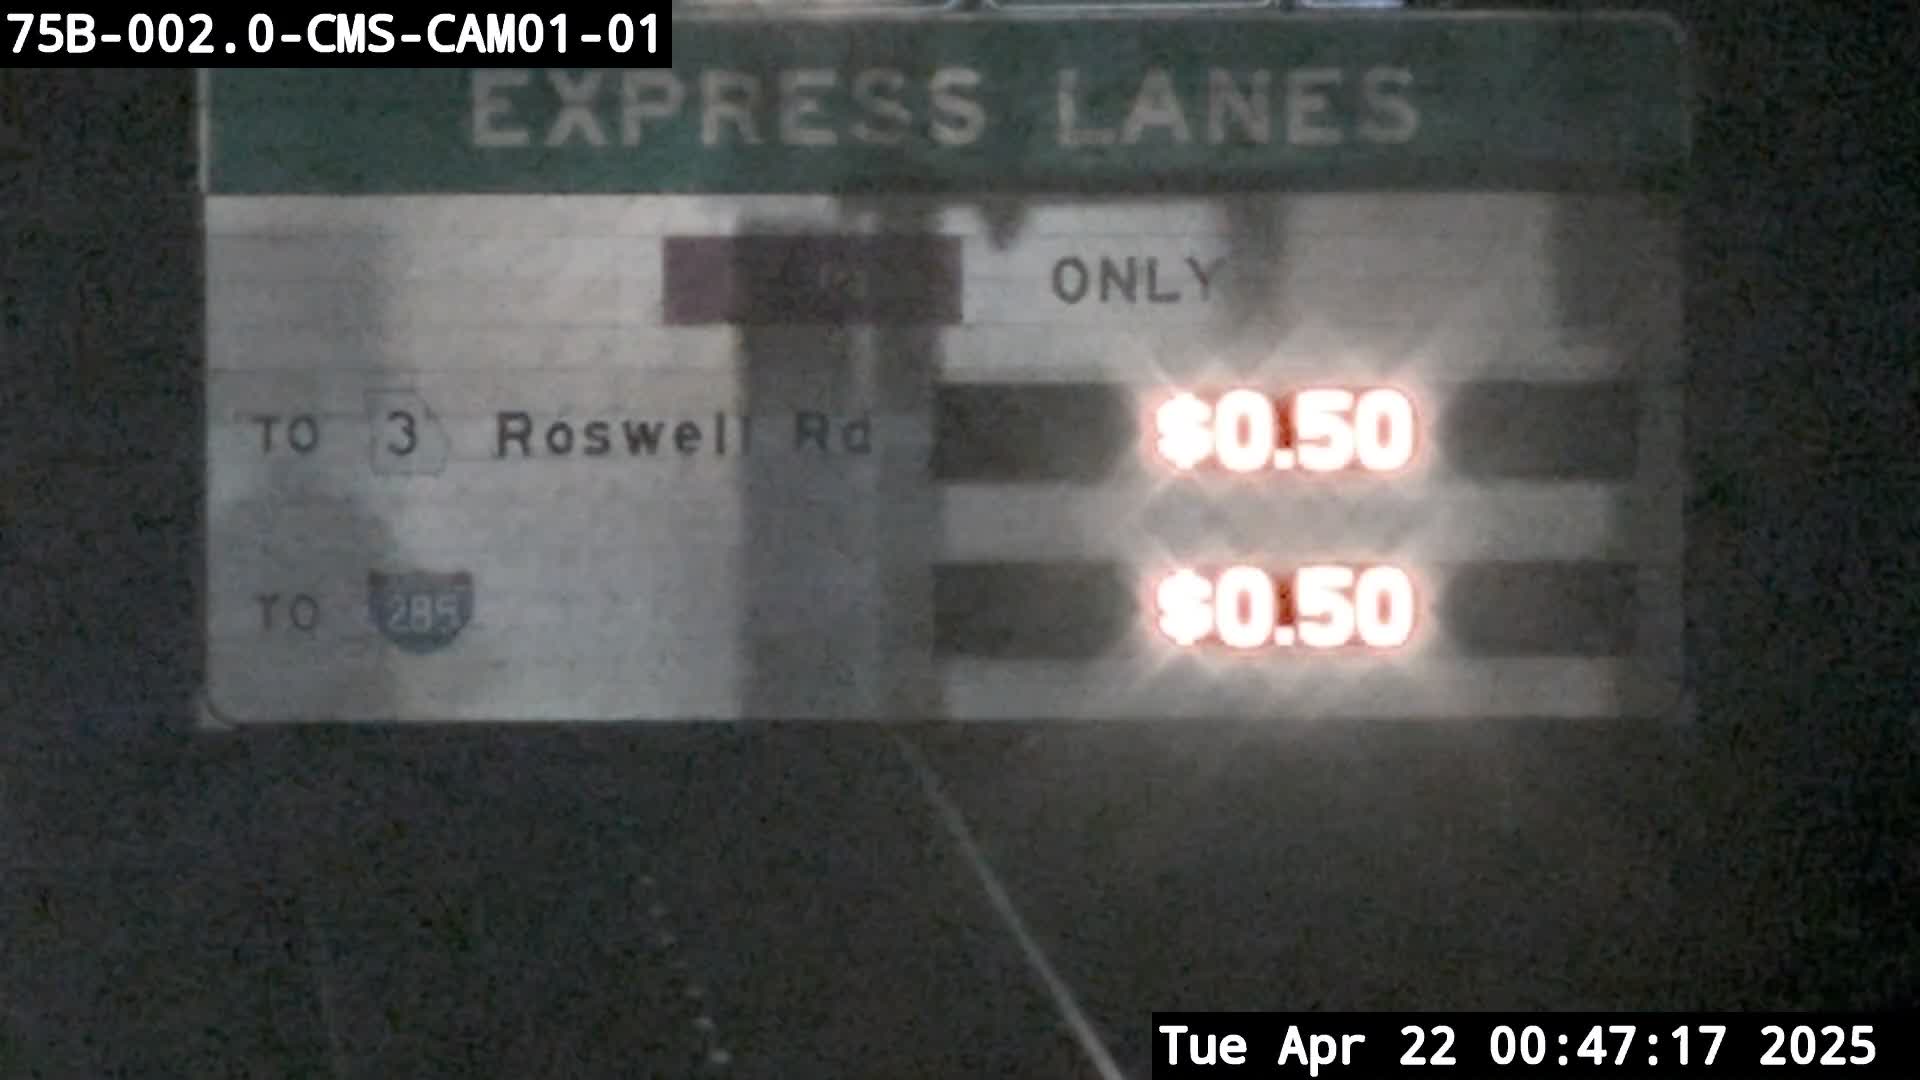 75B-002.0-CMS-CAM01-01
EXPRESS LANES
ONLY
TO 3 Roswell Rd $0.50
TO 285 $0.50
Tue Apr 22 00:47:17 2025